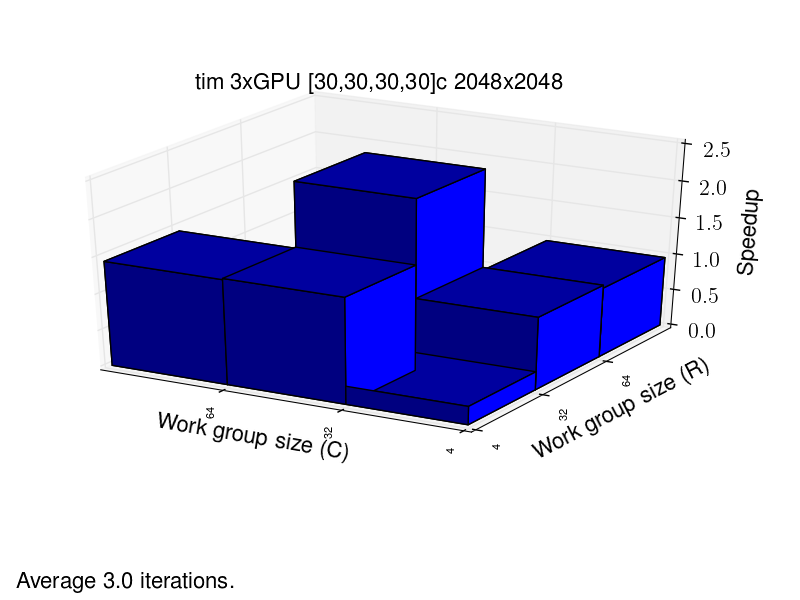 tim 3xGPU [30,30,30,30]c 2048x2048
2.5
2.0
1.5
1.0
0.5
0.0
Speedup
64
32
4
Work group size (C)
4
32
64
Work group size (R)
Average 3.0 iterations.